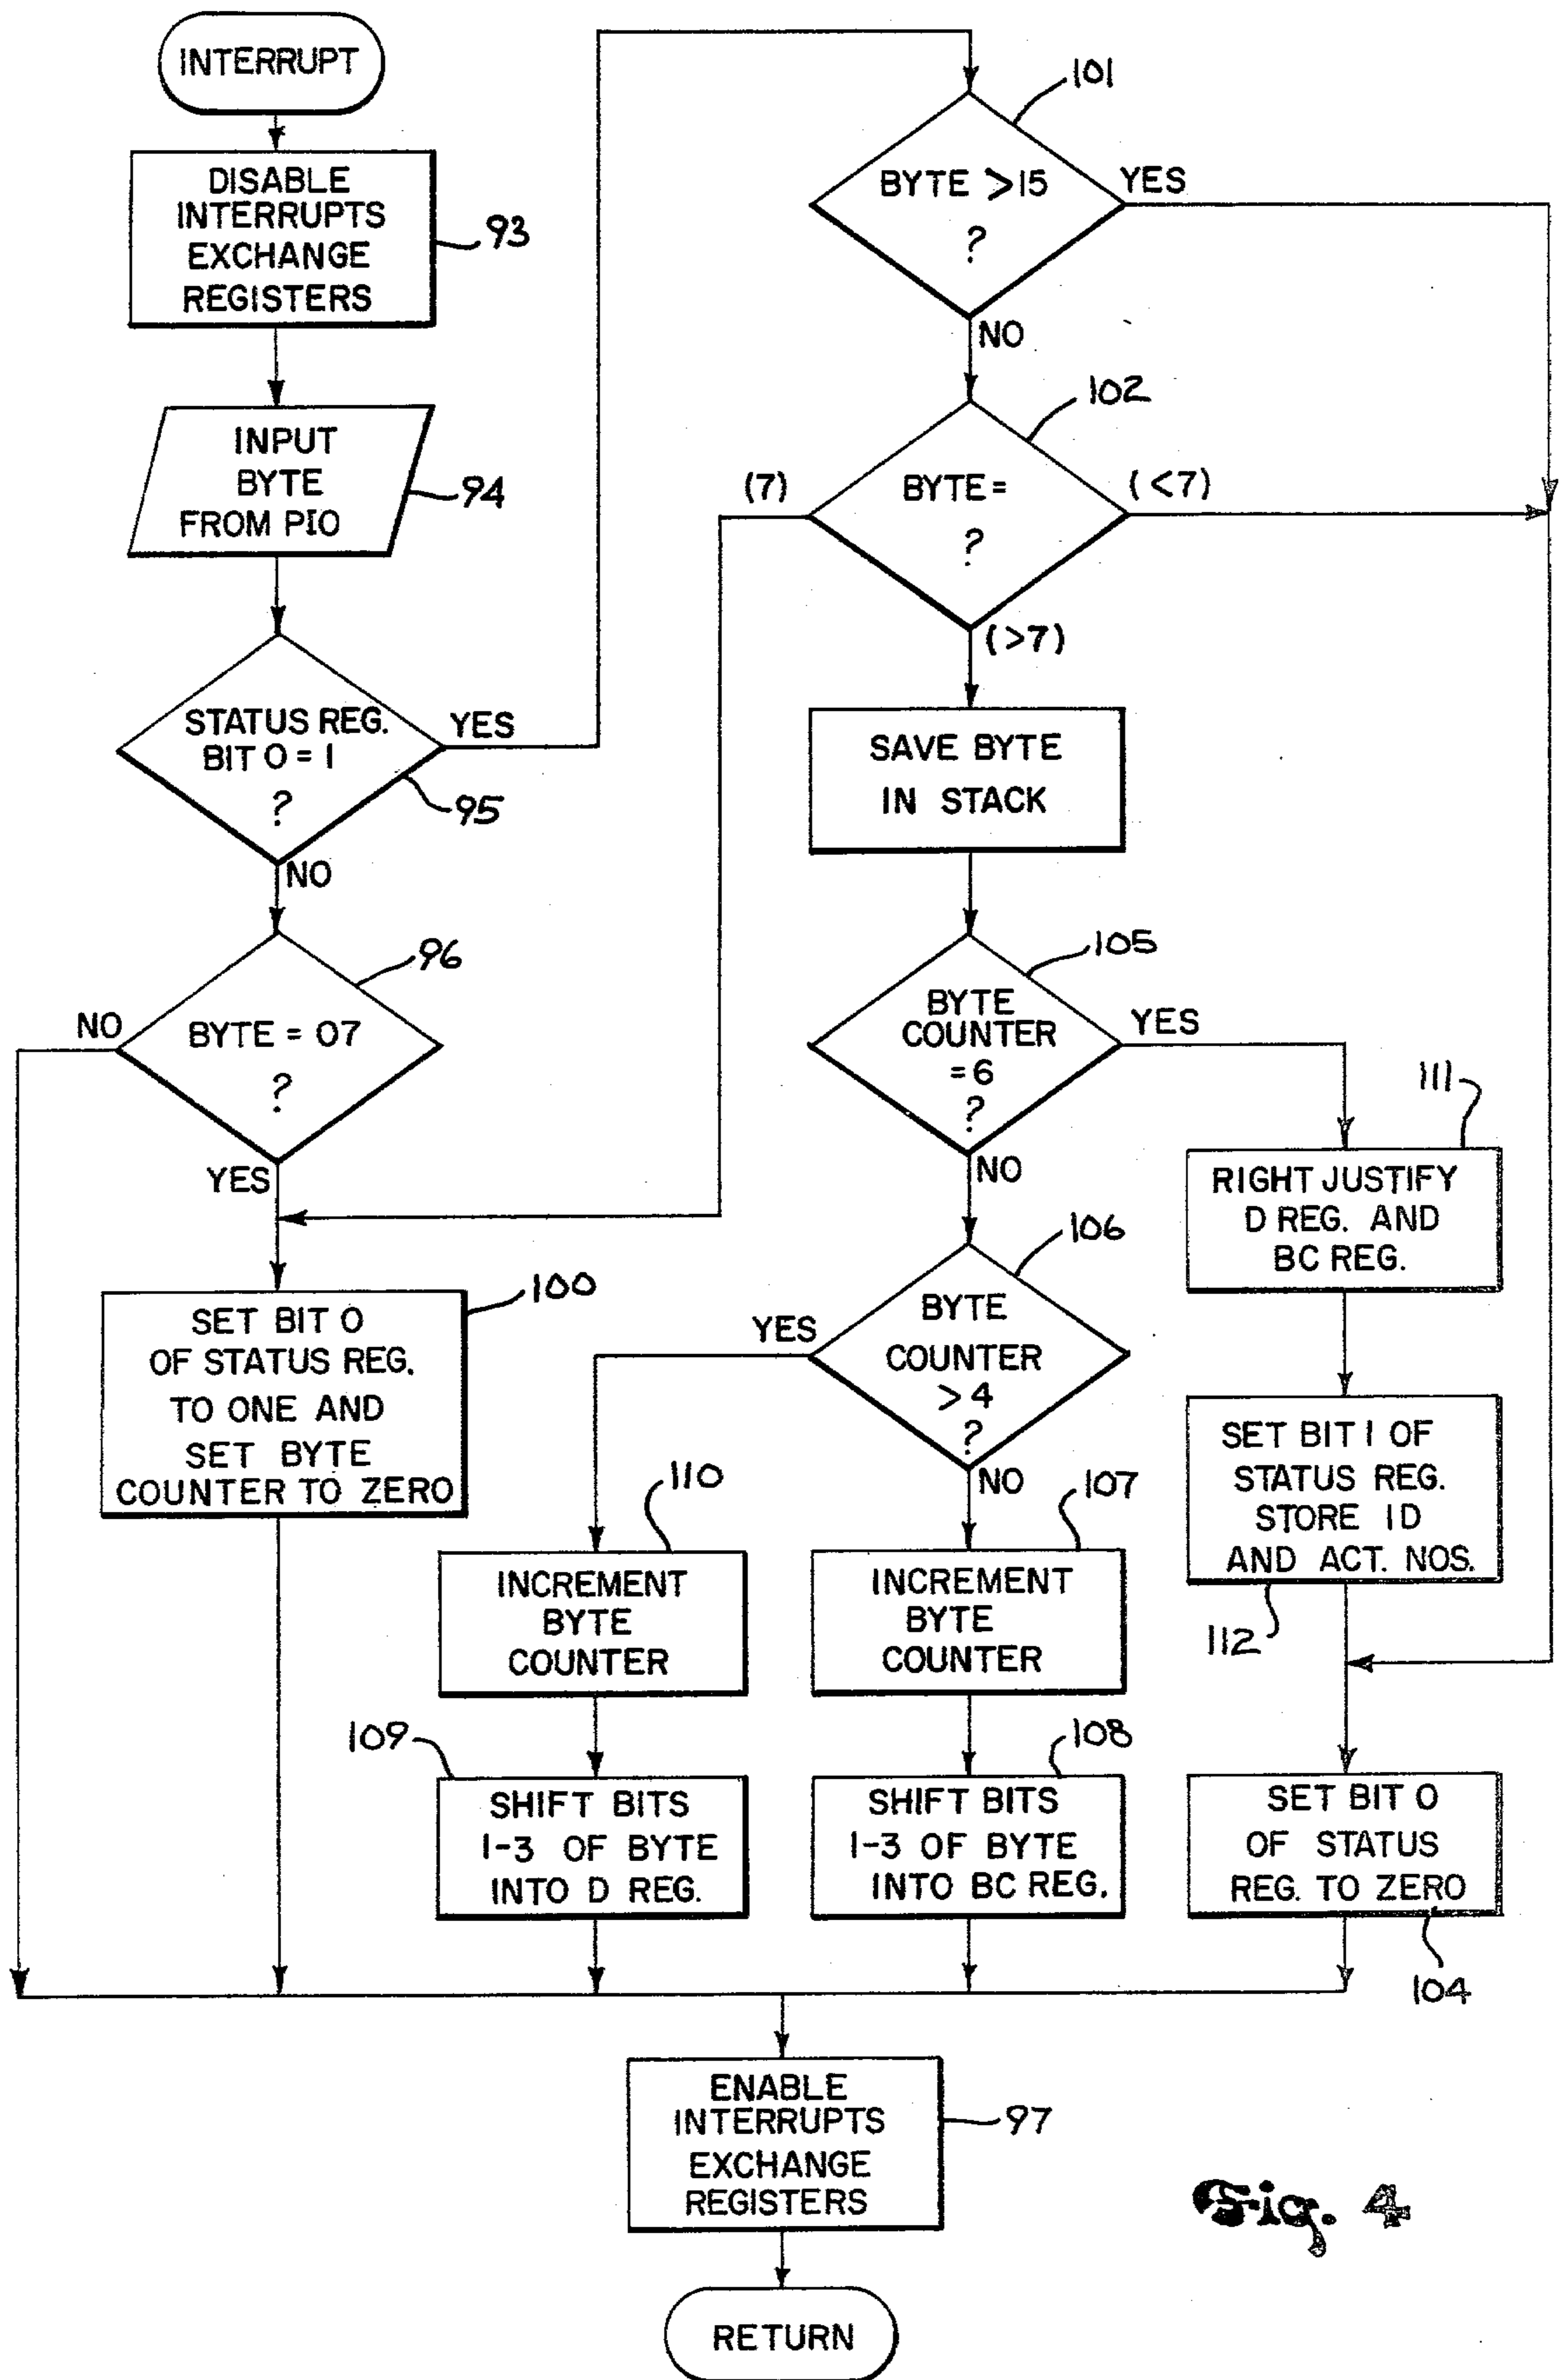 INTERRUPT
DISABLE
INTERRUPTS
EXCHANGE
REGISTERS
93
INPUT
BYTE
FROM PIO
94
STATUS REG.
BIT 0 = 1
?
YES
95
NO
96
NO
BYTE = 07
?
YES
100
SET BIT 0
OF STATUS REG.
TO ONE AND
SET BYTE
COUNTER TO ZERO
101
BYTE >15
?
YES
NO
102
(7)
BYTE=
?
(<7)
(>7)
SAVE BYTE
IN STACK
105
BYTE
COUNTER
=6
?
YES
NO
111
RIGHT JUSTIFY
D REG. AND
BC REG.
106
YES
BYTE
COUNTER
>4
?
NO
SET BIT 1 OF
STATUS REG.
STORE ID
AND ACT. NOS.
112
110
INCREMENT
BYTE
COUNTER
107
INCREMENT
BYTE
COUNTER
109
SHIFT BITS
1-3 OF BYTE
INTO D REG.
108
SHIFT BITS
1-3 OF BYTE
INTO BC REG.
SET BIT 0
OF STATUS
REG. TO ZERO
104
ENABLE
INTERRUPTS
EXCHANGE
REGISTERS
97
RETURN
Fig. 4